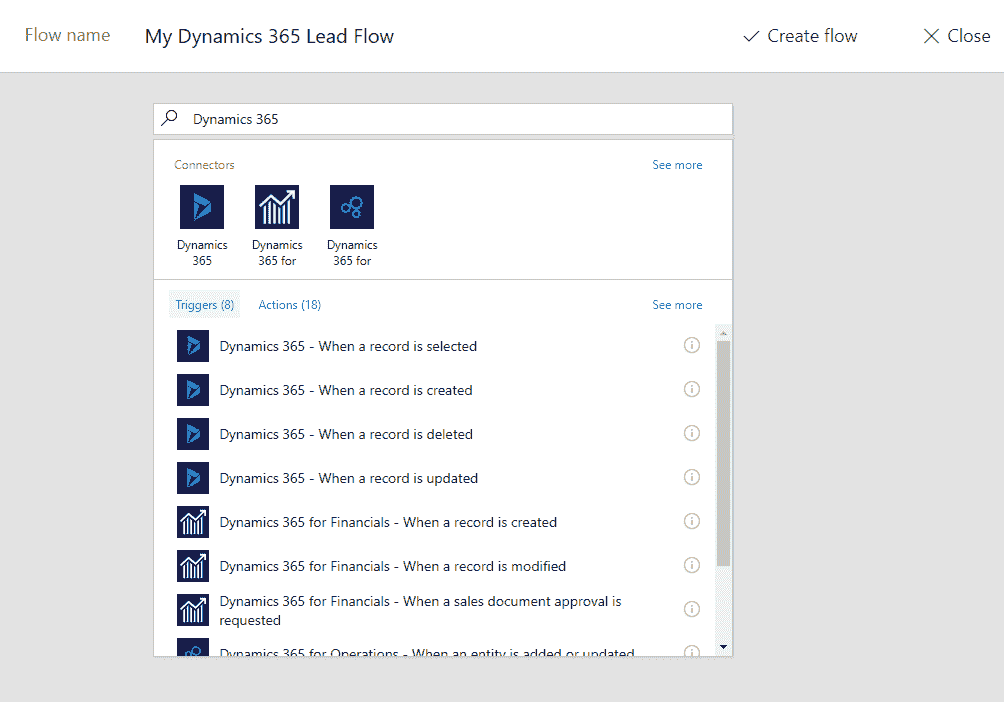 Flow name My Dynamics 365 Lead Flow Create flow Close
Dynamics 365
Connectors See more
Dynamics 365
Dynamics 365 for
Dynamics 365 for
Triggers (8) Actions (18) See more
Dynamics 365 - When a record is selected
Dynamics 365 - When a record is created
Dynamics 365 - When a record is deleted
Dynamics 365 - When a record is updated
Dynamics 365 for Financials - When a record is created
Dynamics 365 for Financials - When a record is modified
Dynamics 365 for Financials - When a sales document approval is
requested
Dynamics 365 for Operations - When an entity is added or updated